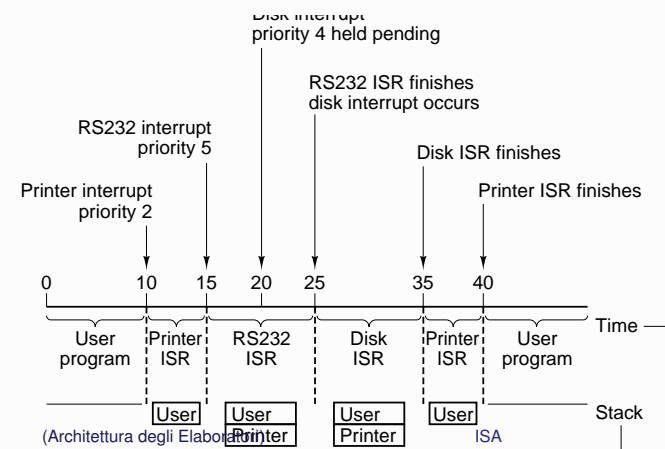 Disk interrupt
priority 4 held pending
RS232 ISR finishes
disk interrupt occurs
RS232 interrupt
priority 5
Disk ISR finishes
Printer interrupt
priority 2
Printer ISR finishes
0 10 15 20 25 35 40
Time
User
program
Printer
ISR
RS232
ISR
Disk
ISR
Printer
ISR
User
program
Stack
User
User
Printer
User
Printer
User
(Architettura degli Elaboratori)
ISA